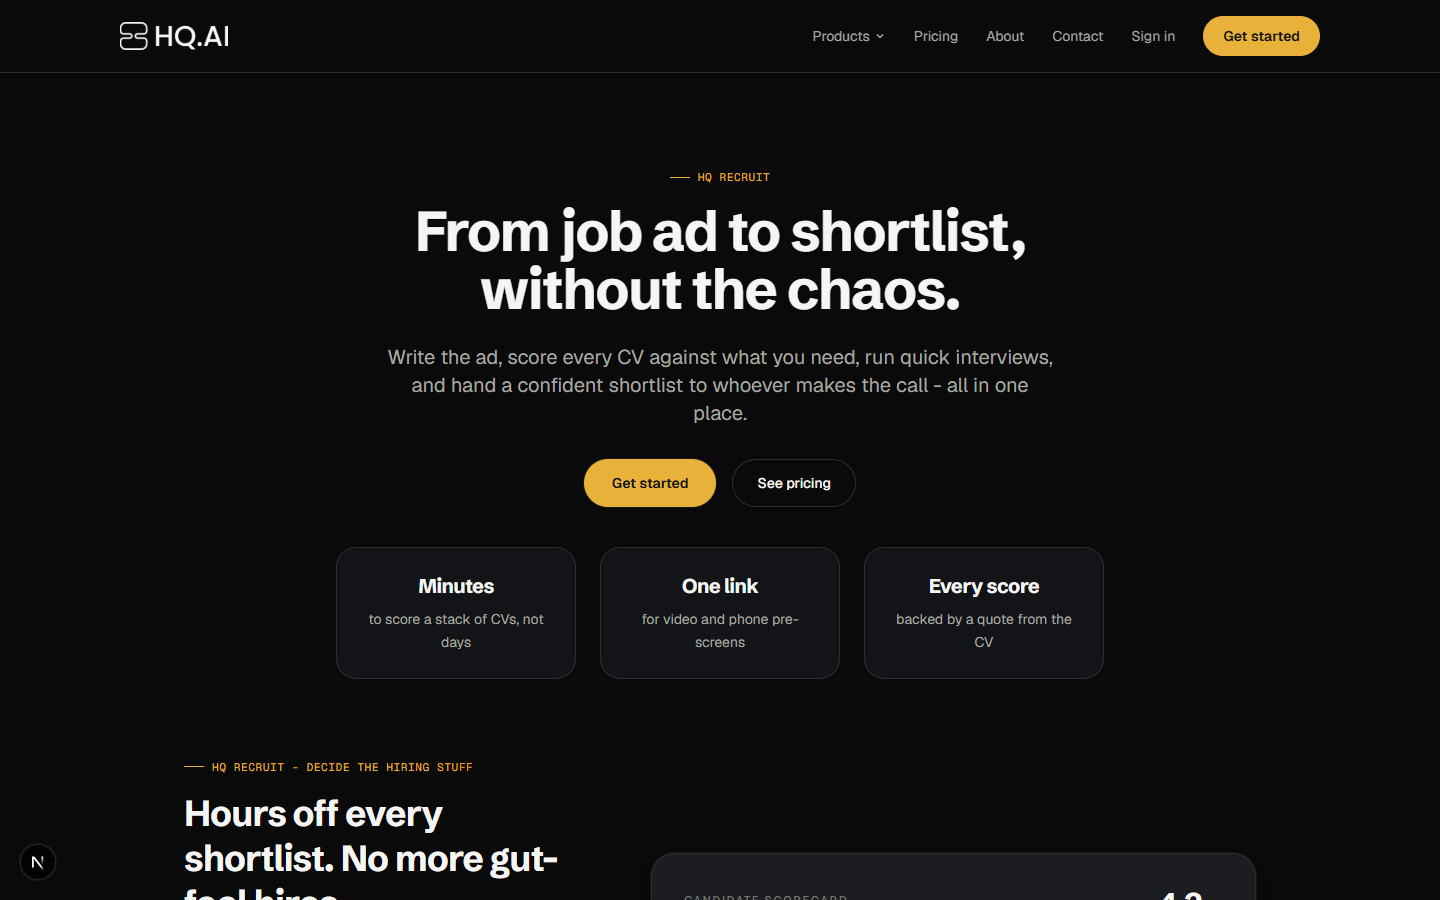 HQ.AI
Products
Pricing
About
Contact
Sign in
Get started
HQ RECRUIT
From job ad to shortlist,
without the chaos.
Write the ad, score every CV against what you need, run quick interviews,
and hand a confident shortlist to whoever makes the call - all in one
place.
Get started
See pricing
Minutes
to score a stack of CVs, not
days
One link
for video and phone pre-
screens
Every score
backed by a quote from the
CV
HQ RECRUIT - DECIDE THE HIRING STUFF
Hours off every
shortlist. No more gut-
feel hires
CANDIDATE SCORECARD
N